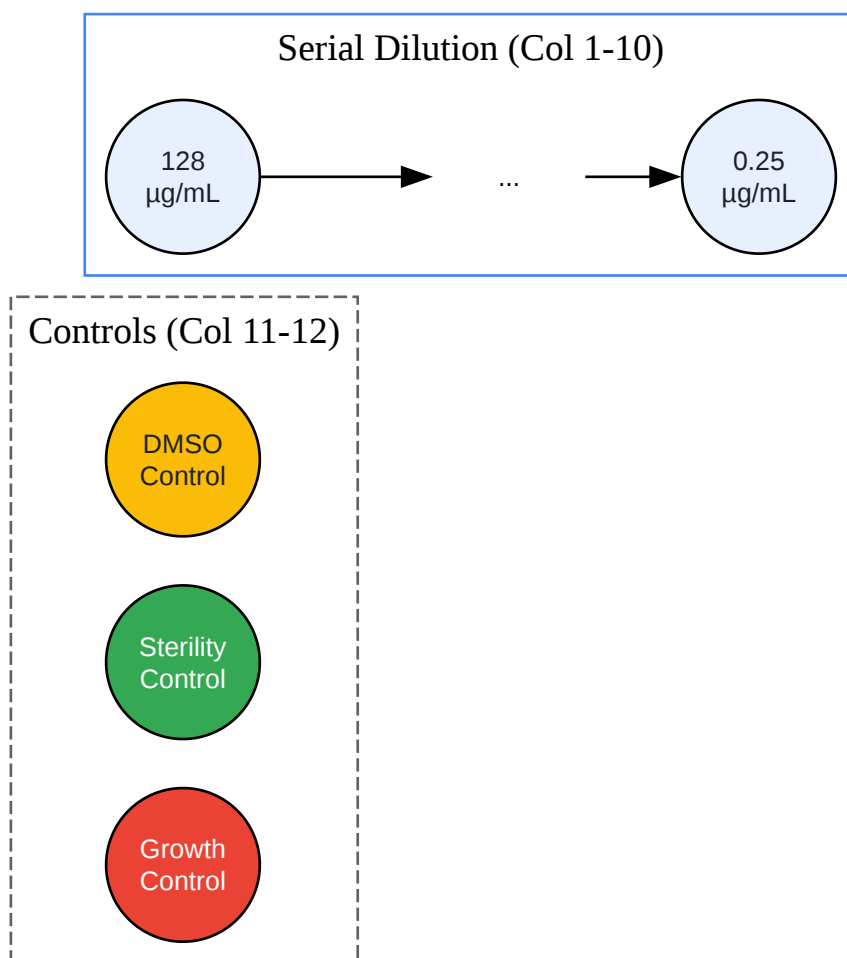 Serial Dilution (Col 1-10)
128
µg/mL
...
0.25
µg/mL
Controls (Col 11-12)
DMSO
Control
Sterility
Control
Growth
Control